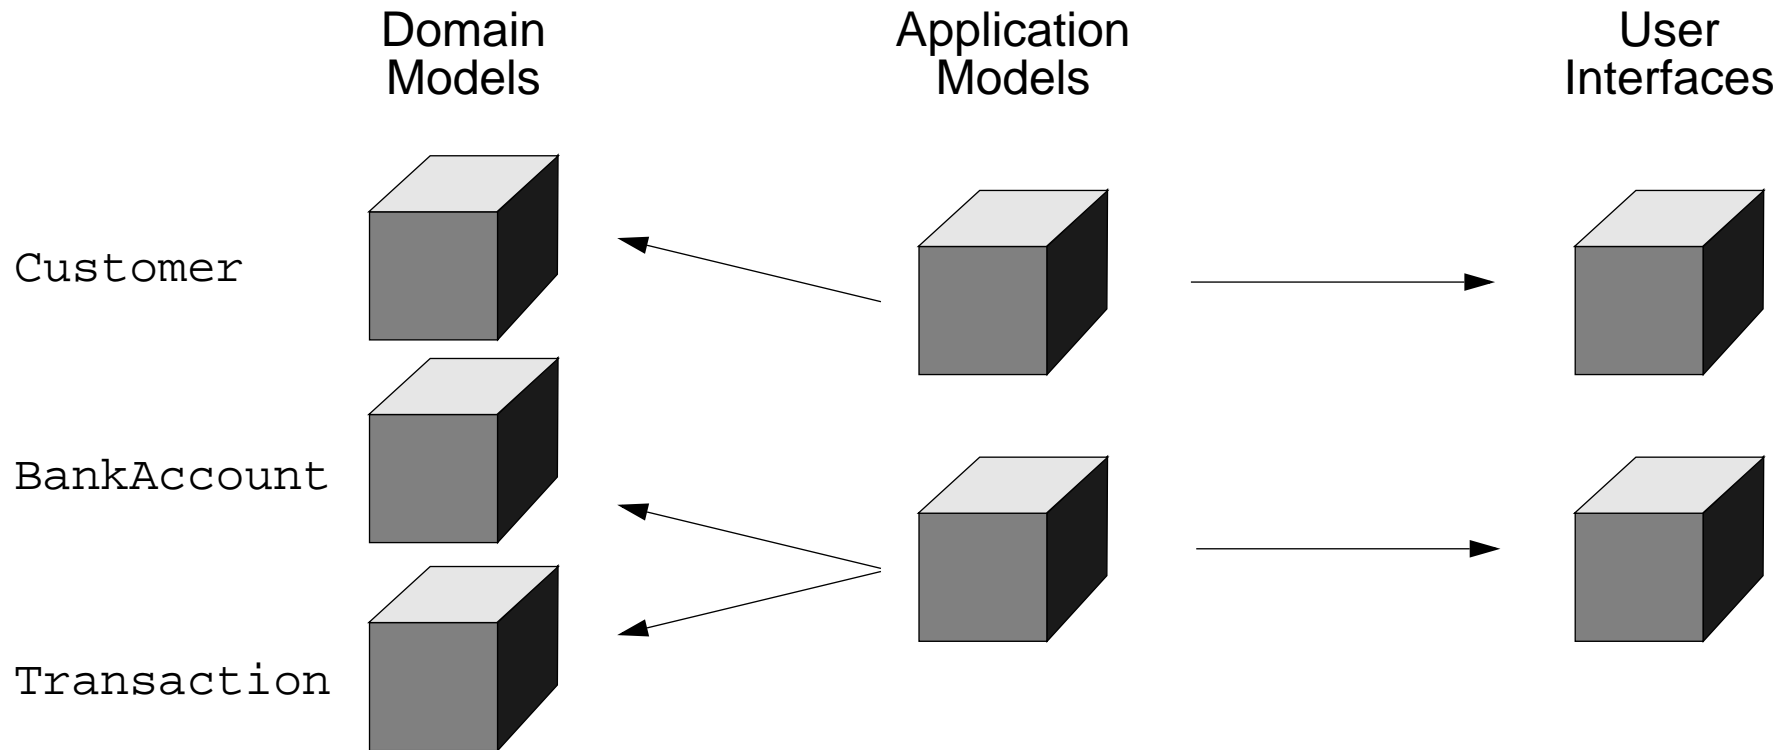 Domain
Models
Application
Models
User
Interfaces
Customer
BankAccount
Transaction